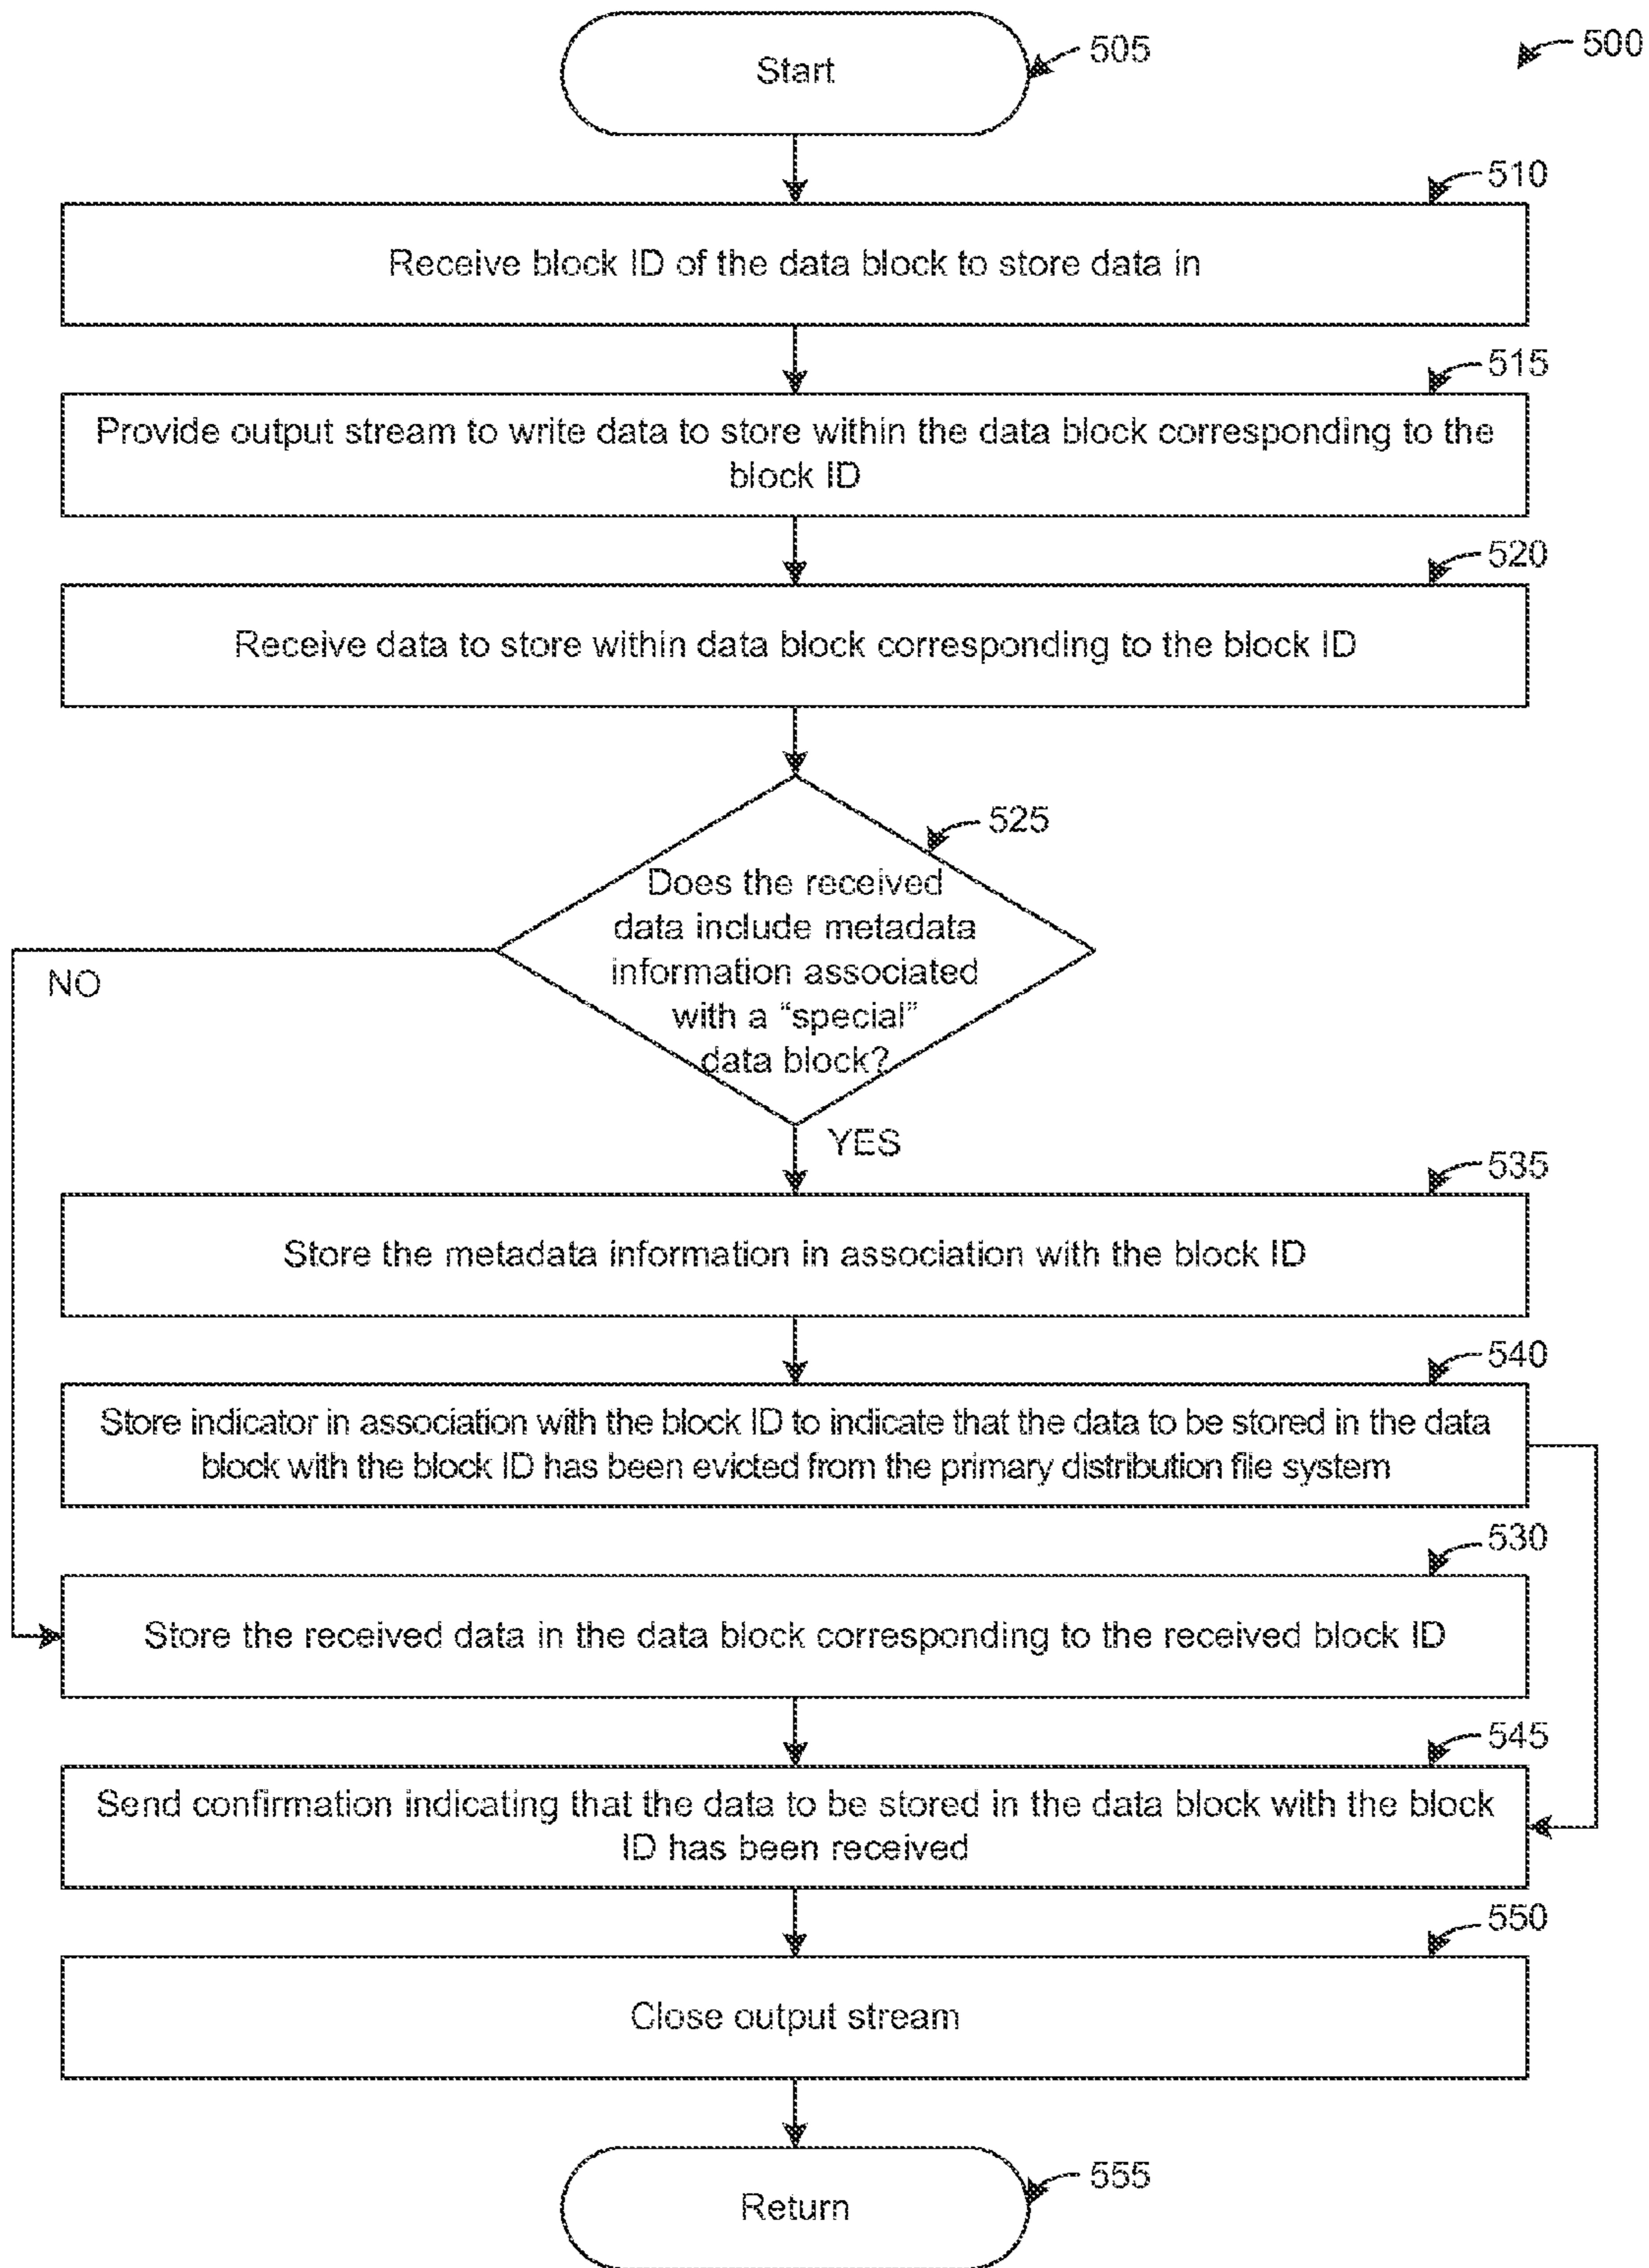 Start
505
500
510
Receive block ID of the data block to store data in
515
Provide output stream to write data to store within the data block corresponding to the
block ID
520
Receive data to store within data block corresponding to the block ID
525
Does the received
data include metadata
information associated
with a “special”
data block?
NO
YES
535
Store the metadata information in association with the block ID
540
Store indicator in association with the block ID to indicate that the data to be stored in the data
block with the block ID has been evicted from the primary distribution file system
530
Store the received data in the data block corresponding to the received block ID
545
Send confirmation indicating that the data to be stored in the data block with the block
ID has been received
550
Close output stream
Return
555